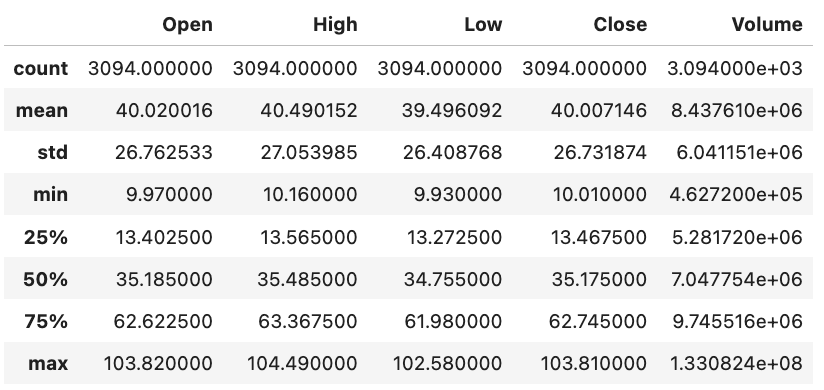 Open High Low Close Volume
count 3094.000000 3094.000000 3094.000000 3094.000000 3.094000e+03
mean 40.020016 40.490152 39.496092 40.007146 8.437610e+06
std 26.762533 27.053985 26.408768 26.731874 6.041151e+06
min 9.970000 10.160000 9.930000 10.010000 4.627200e+05
25% 13.402500 13.565000 13.272500 13.467500 5.281720e+06
50% 35.185000 35.485000 34.755000 35.175000 7.047754e+06
75% 62.622500 63.367500 61.980000 62.745000 9.745516e+06
max 103.820000 104.490000 102.580000 103.810000 1.330824e+08